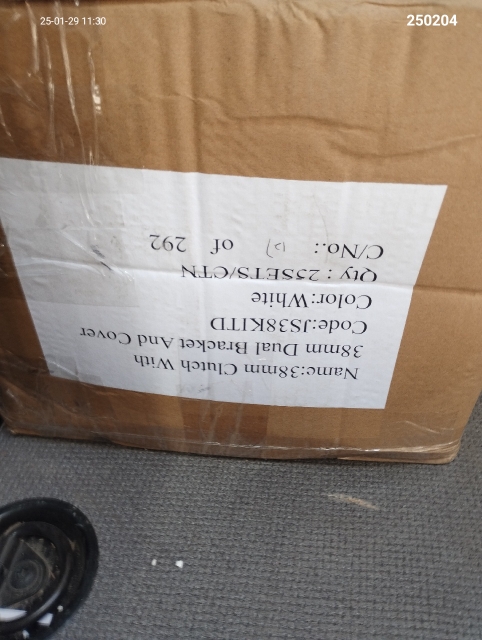 25-01-29 11:30
250204
Name:38mm Clutch With
38mm Dual Bracket And Cover
Code:JS38KITD
Color:White
Qty : 25SETS/CTN
C/No.: of 292